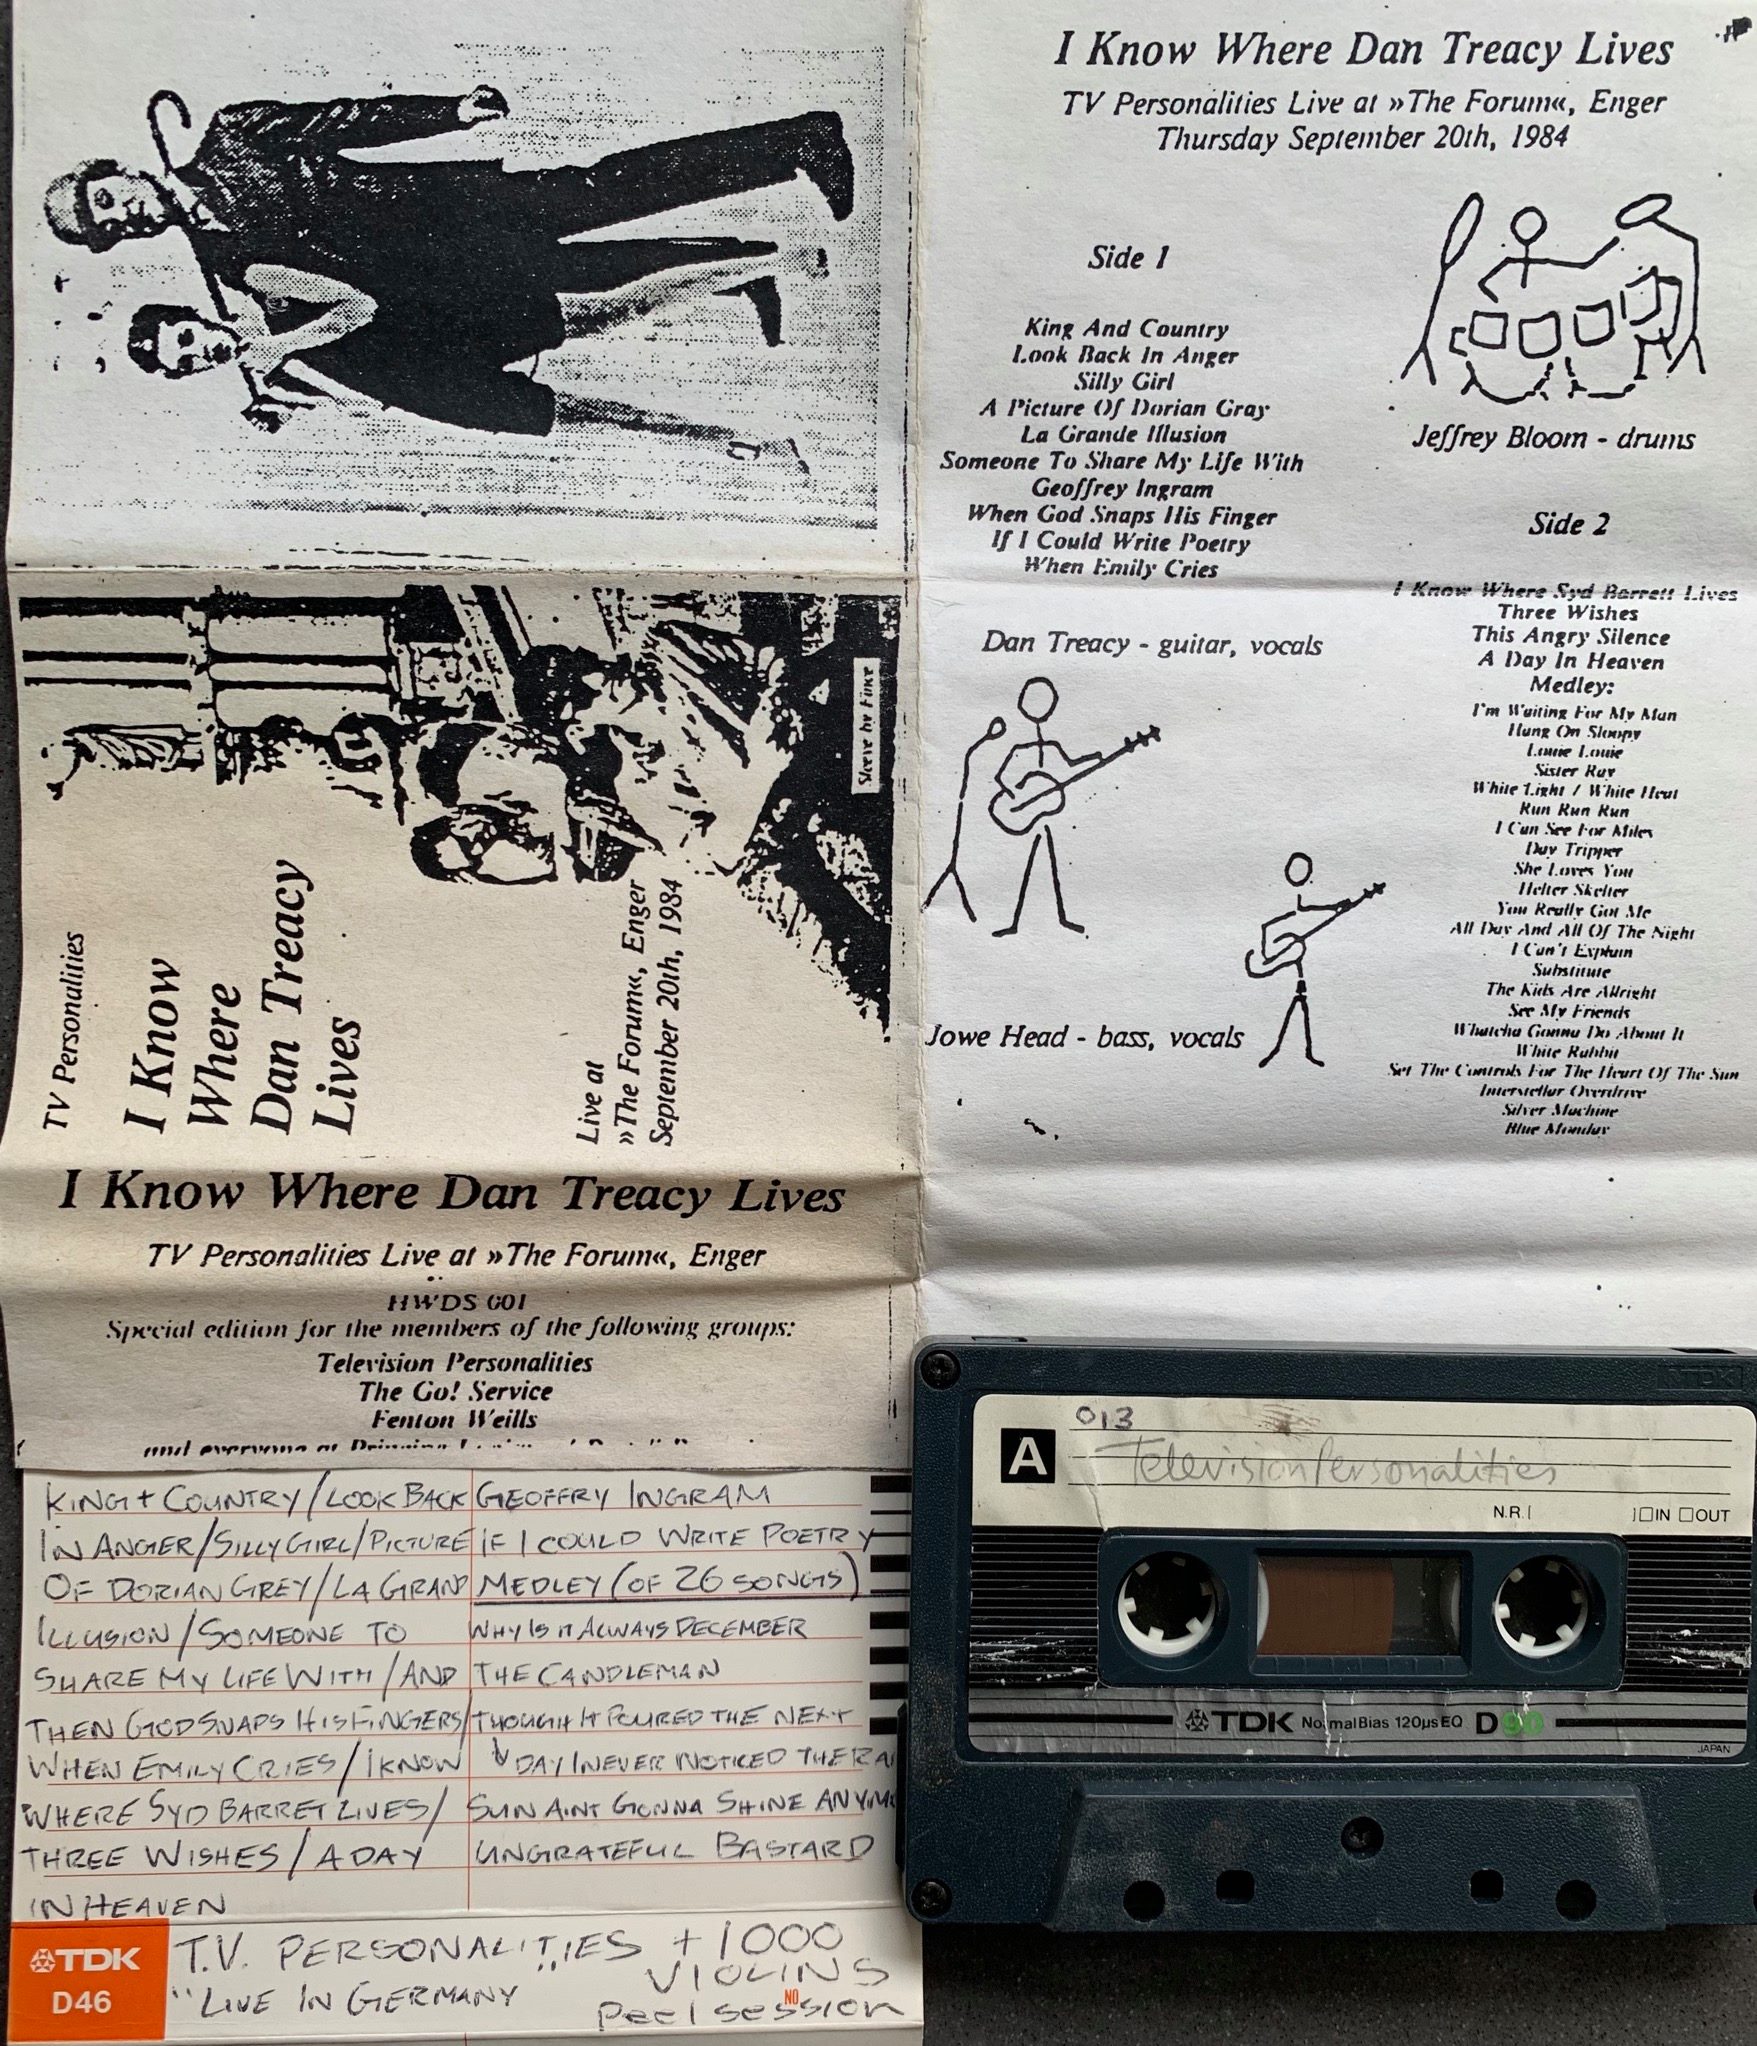 I Know Where Dan Treacy Lives
TV Personalities Live at »The Forum«, Enger
Thursday September 20th, 1984
Side 1
King And Country
Look Back In Anger
Silly Girl
A Picture Of Dorian Gray
La Grande Illusion
Someone To Share My Life With
Geoffrey Ingram
When God Snaps His Finger
If I Could Write Poetry
When Emily Cries
Jeffrey Bloom - drums
Dan Treacy - guitar, vocals
Jowe Head - bass, vocals
Side 2
I Know Where Syd Barrett Lives
Three Wishes
This Angry Silence
A Day In Heaven
Medley:
I'm Waiting For My Man
Hang On Sloopy
Louie Louie
Sister Ray
White Light / White Heat
Run Run Run
I Can See For Miles
Day Tripper
She Loves You
Helter Skelter
You Really Got Me
All Day And All Of The Night
I Can't Explain
Substitute
The Kids Are Allright
See My Friends
Whatcha Gonna Do About It
White Rabbit
Set The Controls For The Heart Of The Sun
Interstellar Overdrive
Silver Machine
Blue Monday
TV Personalities
I Know
Where
Dan Treacy
Lives
Live at
»The Forum«, Enger
September 20th, 1984
Sleeve by
I Know Where Dan Treacy Lives
TV Personalities Live at »The Forum«, Enger
HWDS 001
Special edition for the members of the following groups:
Television Personalities
The Go! Service
Fenton Weills
and everyone at
KING + COUNTRY / LOOK BACK
IN ANGER / SILLY GIRL / PICTURE
OF DORIAN GREY / LA GRAND
ILLUSION / SOMEONE TO
SHARE MY LIFE WITH / AND
THEN GOD SNAPS HIS FINGERS /
WHEN EMILY CRIES / I KNOW
WHERE SYD BARRET LIVES /
THREE WISHES / A DAY
IN HEAVEN
GEOFFRY INGRAM
IF I COULD WRITE POETRY
MEDLEY (OF 26 SONGS)
WHY IS IT ALWAYS DECEMBER
THE CANDLEMAN
THOUGH IT POURED THE NEXT
DAY I NEVER NOTICED THE RAI
SUN AINT GONNA SHINE ANYMO
UNGRATEFUL BASTARD
TDK
D46
T.V. PERSONALITIES + 1000
VIOLINS
"LIVE IN GERMANY"
NO
Peel session
TDK
A
013
Television Personalities
N.R.
IN OUT
TDK Normal Bias 120µs EQ D90
JAPAN